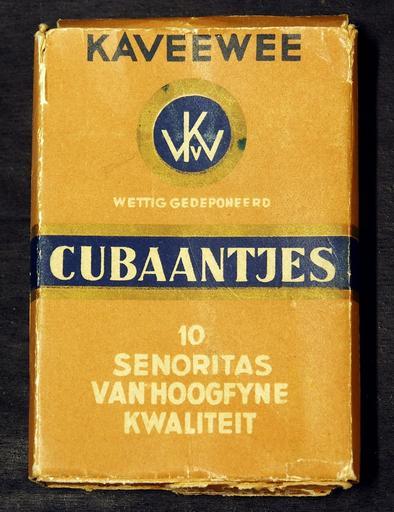 KAVEEWEE
KVW
WETTIG GEDEPONEERD
CUBAANTJES
10
SENORITAS
VAN HOOGFYNE
KWALITEIT